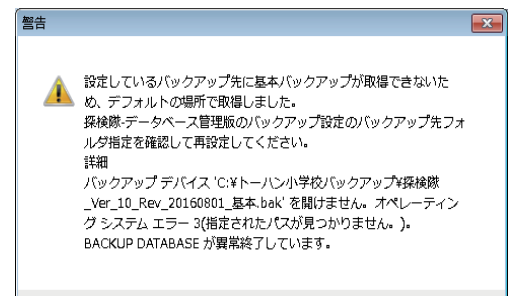 警告
設定しているバックアップ先に基本バックアップが取得できないた
め、デフォルトの場所で取得しました。
探検隊-データベース管理版のバックアップ設定のバックアップ先フォ
ルダ指定を確認して再設定してください。
詳細
バックアップ デバイス 'C:¥トーハン小学校バックアップ¥探検隊
_Ver_10_Rev_20160801_基本.bak' を開けません。オペレーティン
グ システム エラー 3(指定されたパスが見つかりません。)。
BACKUP DATABASE が異常終了しています。